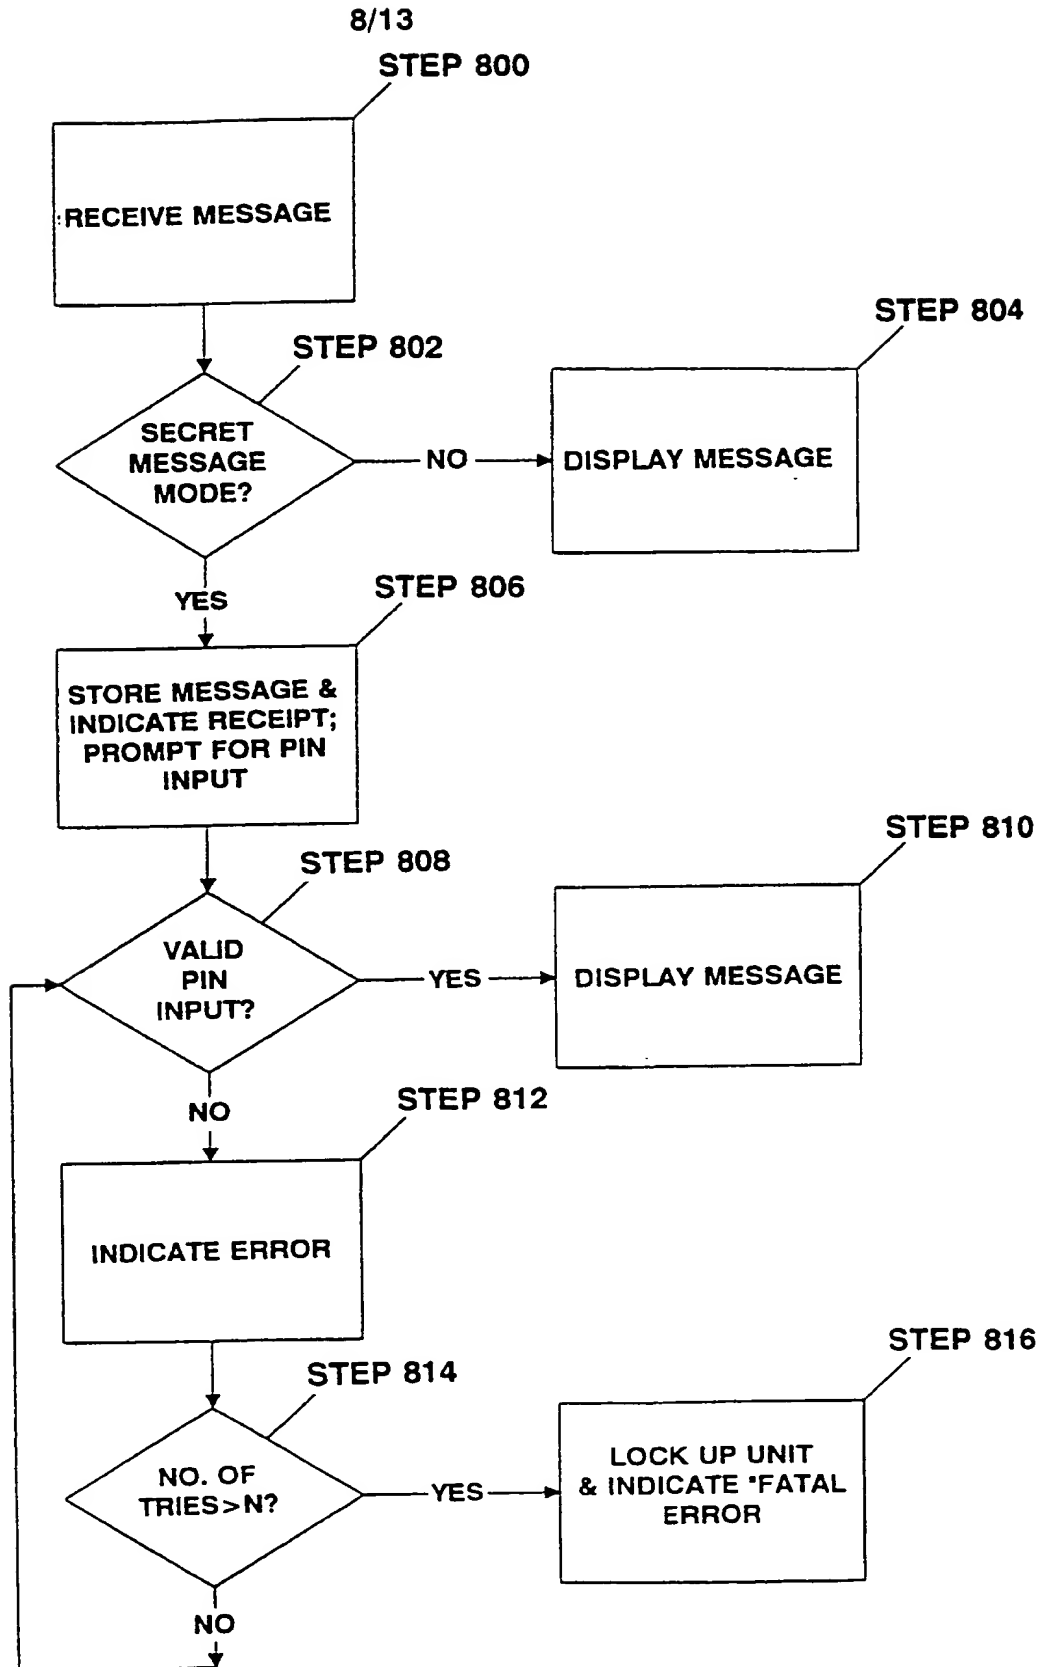 8/13
STEP 800
RECEIVE MESSAGE
STEP 802
STEP 804
SECRET
MESSAGE
MODE?
NO
DISPLAY MESSAGE
YES
STEP 806
STORE MESSAGE &
INDICATE RECEIPT;
PROMPT FOR PIN
INPUT
STEP 808
STEP 810
VALID
PIN
INPUT?
YES
DISPLAY MESSAGE
NO
STEP 812
INDICATE ERROR
STEP 814
STEP 816
NO. OF
TRIES>N?
YES
LOCK UP UNIT
& INDICATE "FATAL
ERROR
NO